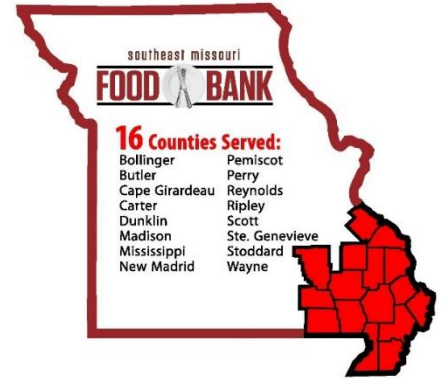 southeast missouri
FOOD BANK
16 Counties Served:
Bollinger
Butler
Cape Girardeau
Carter
Dunklin
Madison
Mississippi
New Madrid
Pemiscot
Perry
Reynolds
Ripley
Scott
Ste. Genevieve
Stoddard
Wayne